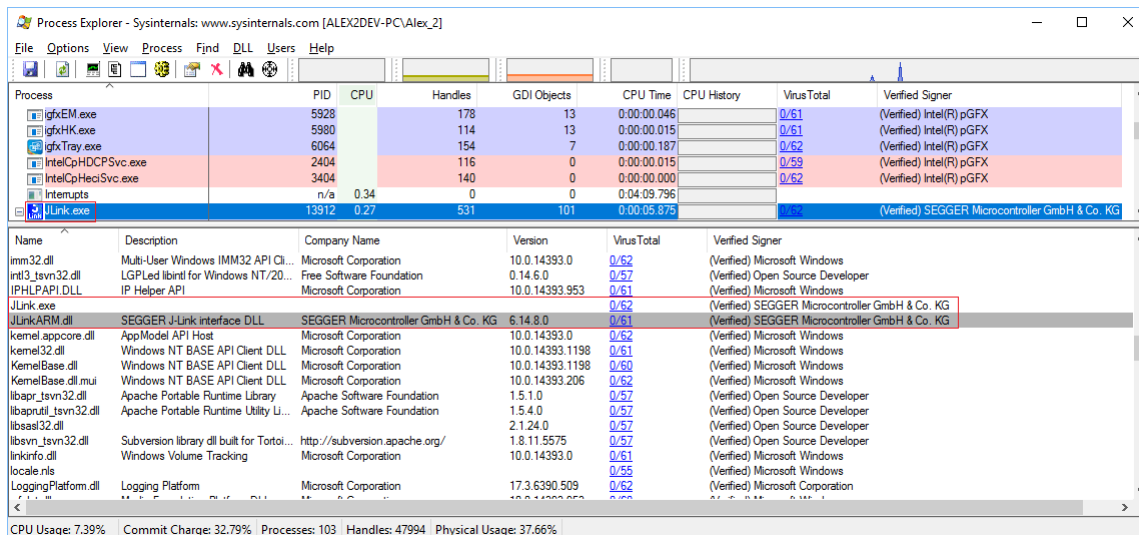 Process Explorer - Sysinternals: www.sysinternals.com [ALEX2DEV-PC\Alex_2]
File Options View Process Find DLL Users Help
Process PID CPU Handles GDI Objects CPU Time CPU History VirusTotal Verified Signer
igfxEM.exe 5928 178 13 0:00:00.046 0/61 (Verified) Intel(R) pGFX
igfxHK.exe 5980 114 13 0:00:00.015 0/61 (Verified) Intel(R) pGFX
igfxTray.exe 6064 154 7 0:00:00.187 0/62 (Verified) Intel(R) pGFX
IntelCpHDCPSvc.exe 2404 116 0 0:00:00.015 0/59 (Verified) Intel(R) pGFX
IntelCpHeciSvc.exe 3404 140 0 0:00:00.000 0/62 (Verified) Intel(R) pGFX
Interrupts n/a 0.34 0 0 0:04:09.796
JLink.exe 13912 0.27 531 101 0:00:05.875 0/62 (Verified) SEGGER Microcontroller GmbH & Co. KG
Name Description Company Name Version VirusTotal Verified Signer
imm32.dll Multi-User Windows IMM32 API Cli... Microsoft Corporation 10.0.14393.0 0/62 (Verified) Microsoft Windows
intl3_tsvn32.dll LGPLed libintl for Windows NT/20... Free Software Foundation 0.14.6.0 0/57 (Verified) Open Source Developer
IPHLPAPI.DLL IP Helper API Microsoft Corporation 10.0.14393.953 0/61 (Verified) Microsoft Windows
JLink.exe 0/62 (Verified) SEGGER Microcontroller GmbH & Co. KG
JLinkARM.dll SEGGER J-Link interface DLL SEGGER Microcontroller GmbH & Co. KG 6.14.8.0 0/61 (Verified) SEGGER Microcontroller GmbH & Co. KG
kernel.appcore.dll AppModel API Host Microsoft Corporation 10.0.14393.0 0/62 (Verified) Microsoft Windows
kernel32.dll Windows NT BASE API Client DLL Microsoft Corporation 10.0.14393.1198 0/61 (Verified) Microsoft Windows
KernelBase.dll Windows NT BASE API Client DLL Microsoft Corporation 10.0.14393.1198 0/60 (Verified) Microsoft Windows
KernelBase.dll.mui Windows NT BASE API Client DLL Microsoft Corporation 10.0.14393.206 0/62 (Verified) Microsoft Windows
libapr_tsvn32.dll Apache Portable Runtime Library Apache Software Foundation 1.5.1.0 0/57 (Verified) Open Source Developer
libaprutil_tsvn32.dll Apache Portable Runtime Utility Li... Apache Software Foundation 1.5.4.0 0/57 (Verified) Open Source Developer
libsasl32.dll 2.1.24.0 0/57 (Verified) Open Source Developer
libsvn_tsvn32.dll Subversion library dll built for Tortoi... http://subversion.apache.org/ 1.8.11.5575 0/57 (Verified) Open Source Developer
linkinfo.dll Windows Volume Tracking Microsoft Corporation 10.0.14393.0 0/61 (Verified) Microsoft Windows
locale.nls 0/55 (Verified) Microsoft Windows
LoggingPlatform.dll Logging Platform Microsoft Corporation 17.3.6390.509 0/62 (Verified) Microsoft Corporation
CPU Usage: 7.39% Commit Charge: 32.79% Processes: 103 Handles: 47994 Physical Usage: 37.66%